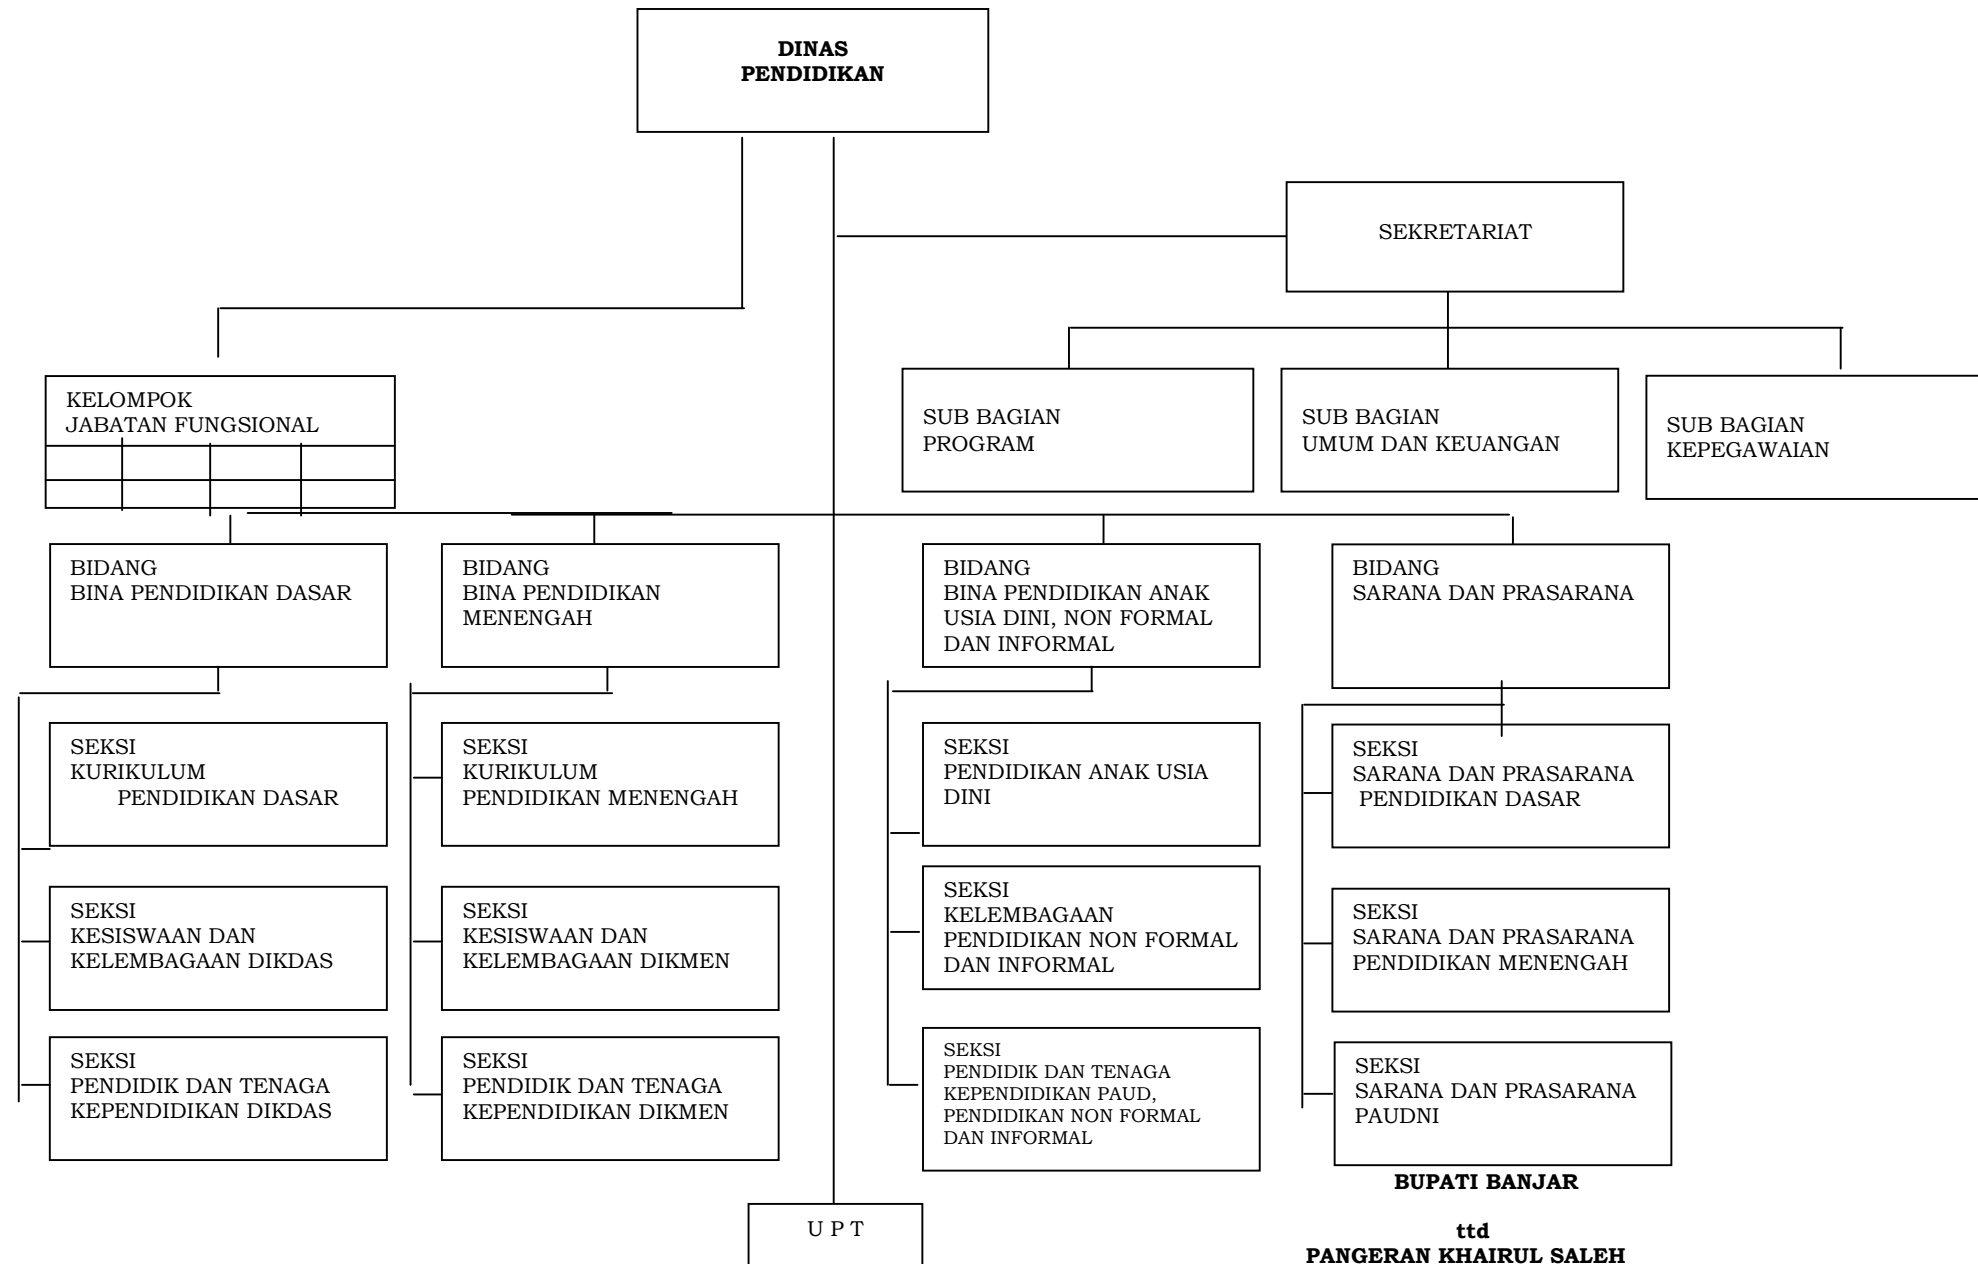 DINAS
PENDIDIKAN
SEKRETARIAT
KELOMPOK
JABATAN FUNGSIONAL
SUB BAGIAN
PROGRAM
SUB BAGIAN
UMUM DAN KEUANGAN
SUB BAGIAN
KEPEGAWAIAN
BIDANG
BINA PENDIDIKAN DASAR
BIDANG
BINA PENDIDIKAN
MENENGAH
BIDANG
BINA PENDIDIKAN ANAK
USIA DINI, NON FORMAL
DAN INFORMAL
BIDANG
SARANA DAN PRASARANA
SEKSI
KURIKULUM
PENDIDIKAN DASAR
SEKSI
KURIKULUM
PENDIDIKAN MENENGAH
SEKSI
PENDIDIKAN ANAK USIA
DINI
SEKSI
SARANA DAN PRASARANA
PENDIDIKAN DASAR
SEKSI
KESISWAAN DAN
KELEMBAGAAN DIKDAS
SEKSI
KESISWAAN DAN
KELEMBAGAAN DIKMEN
SEKSI
KELEMBAGAAN
PENDIDIKAN NON FORMAL
DAN INFORMAL
SEKSI
SARANA DAN PRASARANA
PENDIDIKAN MENENGAH
SEKSI
PENDIDIK DAN TENAGA
KEPENDIDIKAN DIKDAS
SEKSI
PENDIDIK DAN TENAGA
KEPENDIDIKAN DIKMEN
SEKSI
PENDIDIK DAN TENAGA
KEPENDIDIKAN PAUD,
PENDIDIKAN NON FORMAL
DAN INFORMAL
SEKSI
SARANA DAN PRASARANA
PAUDNI
U P T
BUPATI BANJAR
ttd
PANGERAN KHAIRUL SALEH